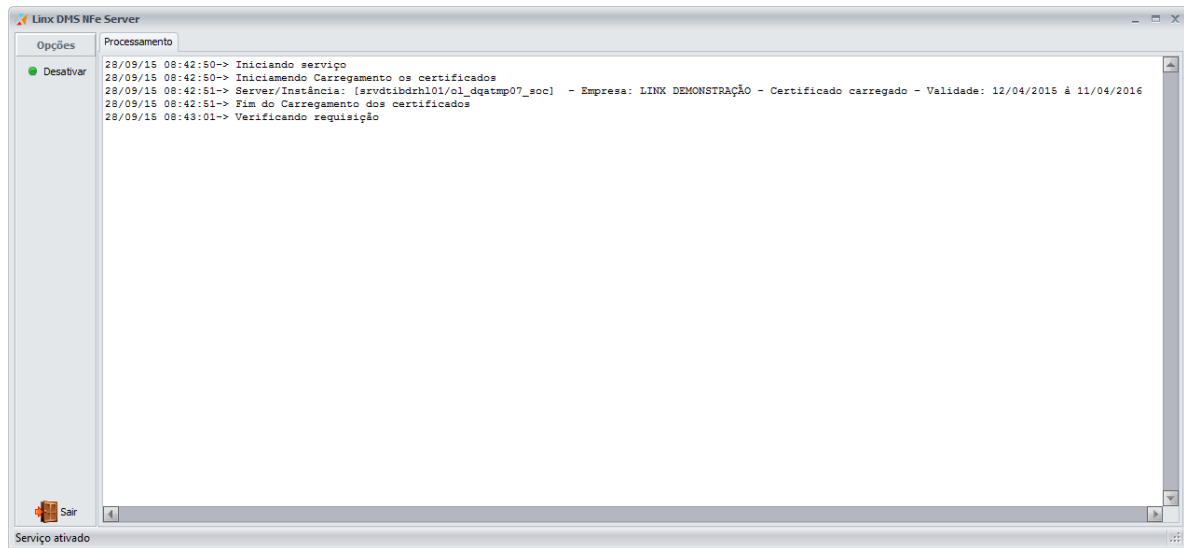 Linx DMS NFe Server
Opções
Processamento
Desativar
28/09/15 08:42:50-> Iniciando serviço
28/09/15 08:42:50-> Iniciamendo Carregamento os certificados
28/09/15 08:42:51-> Server/Instância: [srvdtibdrhl01/ol_dqatmp07_soc]  - Empresa: LINX DEMONSTRAÇÃO - Certificado carregado - Validade: 12/04/2015 à 11/04/2016
28/09/15 08:42:51-> Fim do Carregamento dos certificados
28/09/15 08:43:01-> Verificando requisição
Sair
Serviço ativado